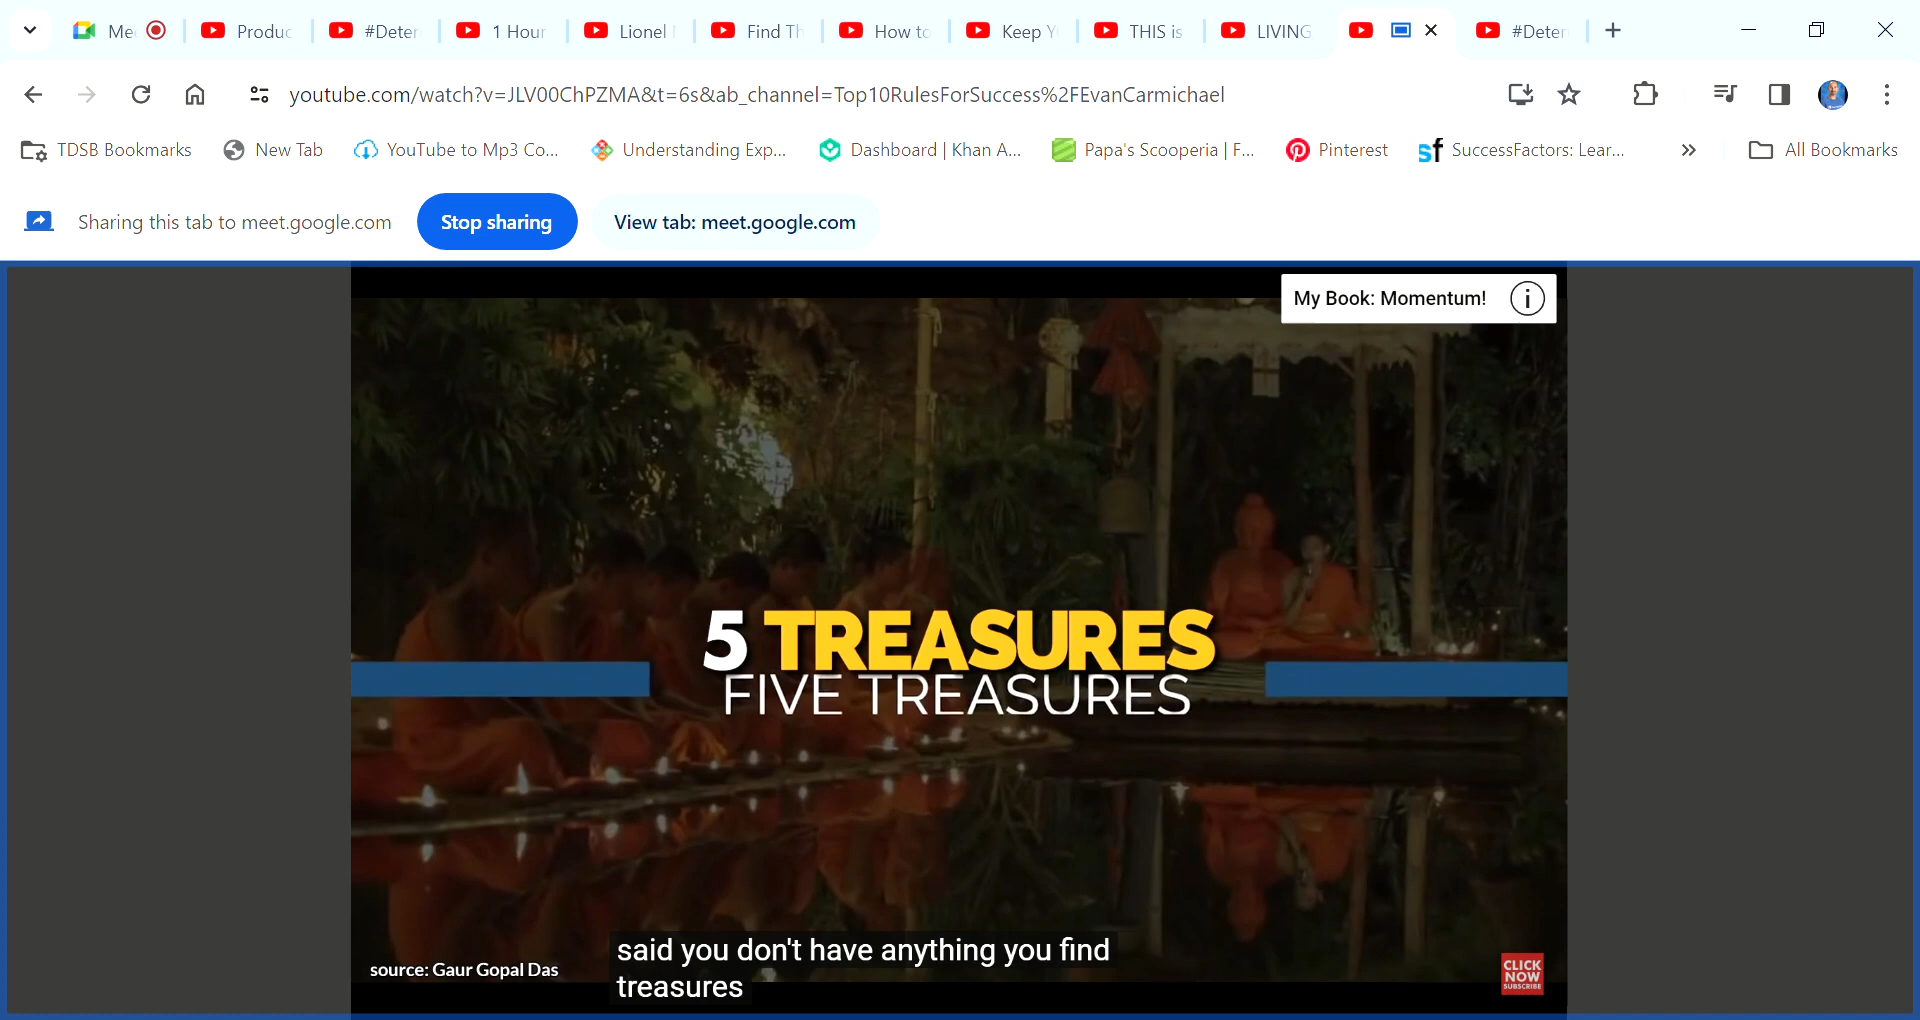 Mee
Produc
#Deter
1 Hour
Lionel
Find Th
How to
Keep Y
THIS is
LIVING
#Deter
youtube.com/watch?v=JLV00ChPZMA&t=6s&ab_channel=Top10RulesForSuccess%2FEvanCarmichael
TDSB Bookmarks
New Tab
YouTube to Mp3 Co...
Understanding Exp...
Dashboard | Khan A...
Papa's Scooperia | F...
Pinterest
sf SuccessFactors: Lear...
All Bookmarks
Sharing this tab to meet.google.com
Stop sharing
View tab: meet.google.com
My Book: Momentum!
5 TREASURES
FIVE TREASURES
said you don't have anything you find
treasures
source: Gaur Gopal Das
CLICK
NOW
SUBSCRIBE